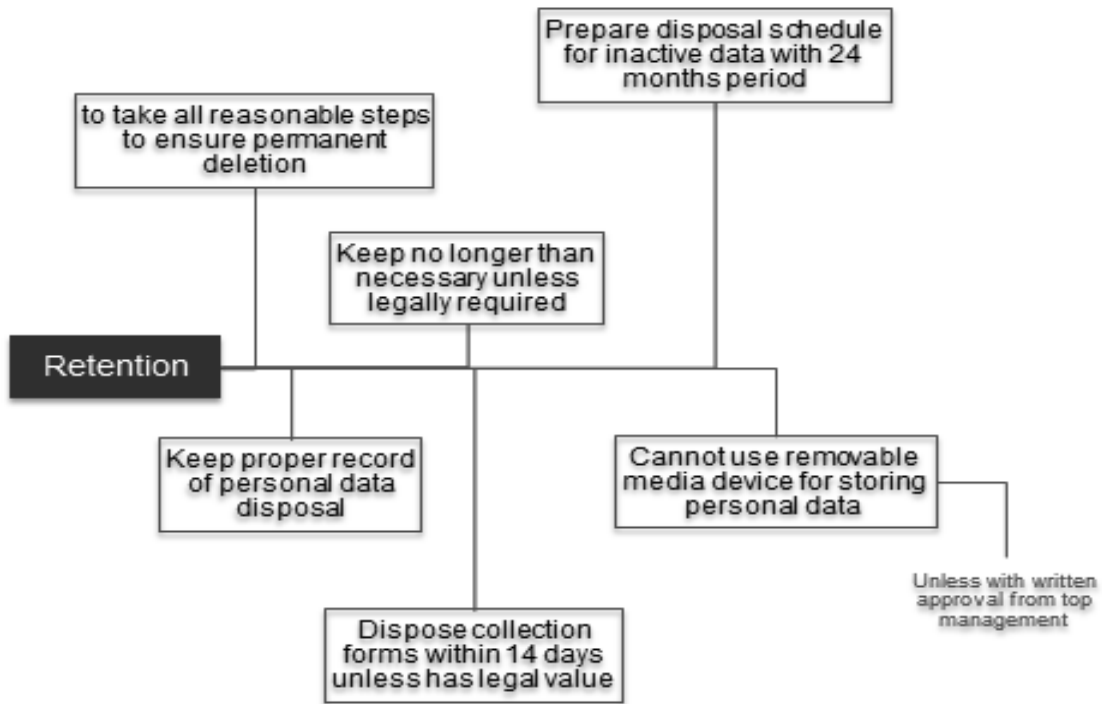 Prepare disposal schedule
for inactive data with 24
months period
to take all reasonable steps
to ensure permanent
deletion
Keep no longer than
necessary unless
legally required
Retention
Keep proper record
of personal data
disposal
Cannot use removable
media device for storing
personal data
Unless with written
approval from top
management
Dispose collection
forms within 14 days
unless has legal value